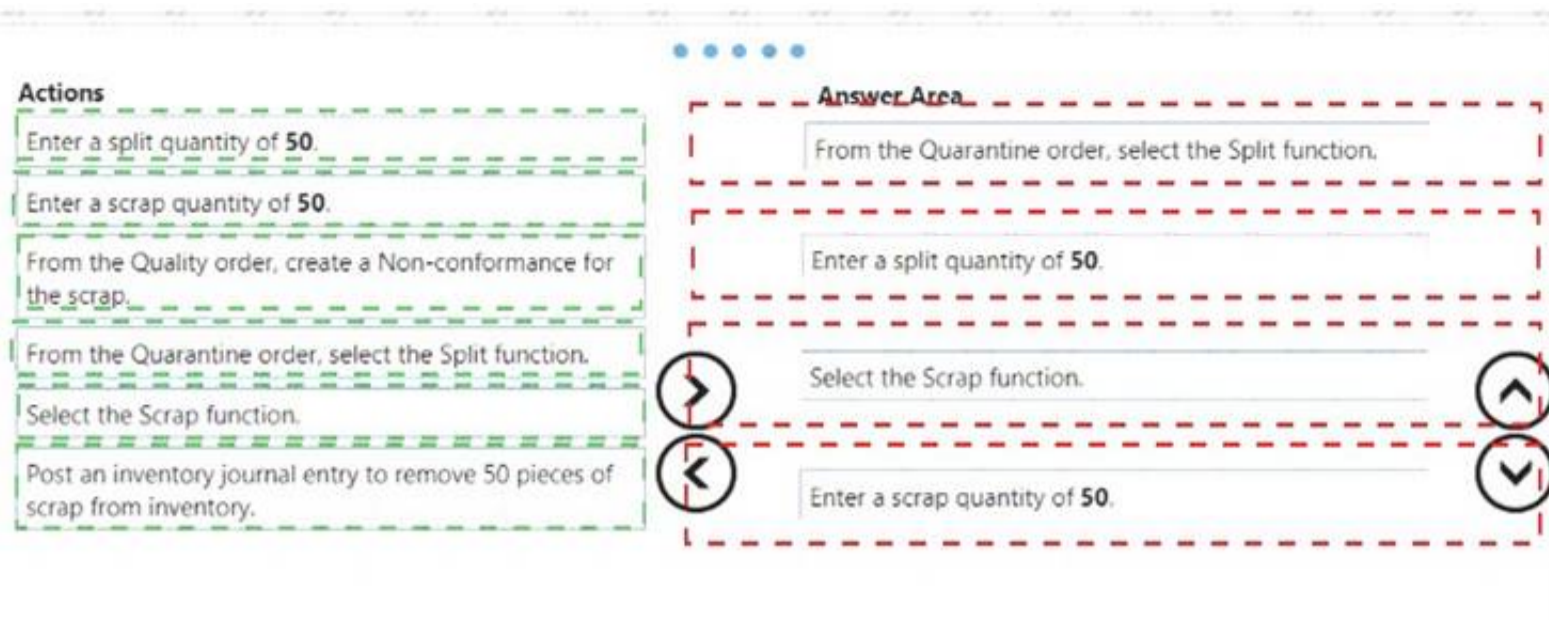 Actions
Enter a split quantity of 50.
Enter a scrap quantity of 50.
From the Quality order, create a Non-conformance for
the scrap.
From the Quarantine order, select the Split function.
Select the Scrap function.
Post an inventory journal entry to remove 50 pieces of
scrap from inventory.
Answer Area
From the Quarantine order, select the Split function.
Enter a split quantity of 50.
Select the Scrap function.
Enter a scrap quantity of 50.